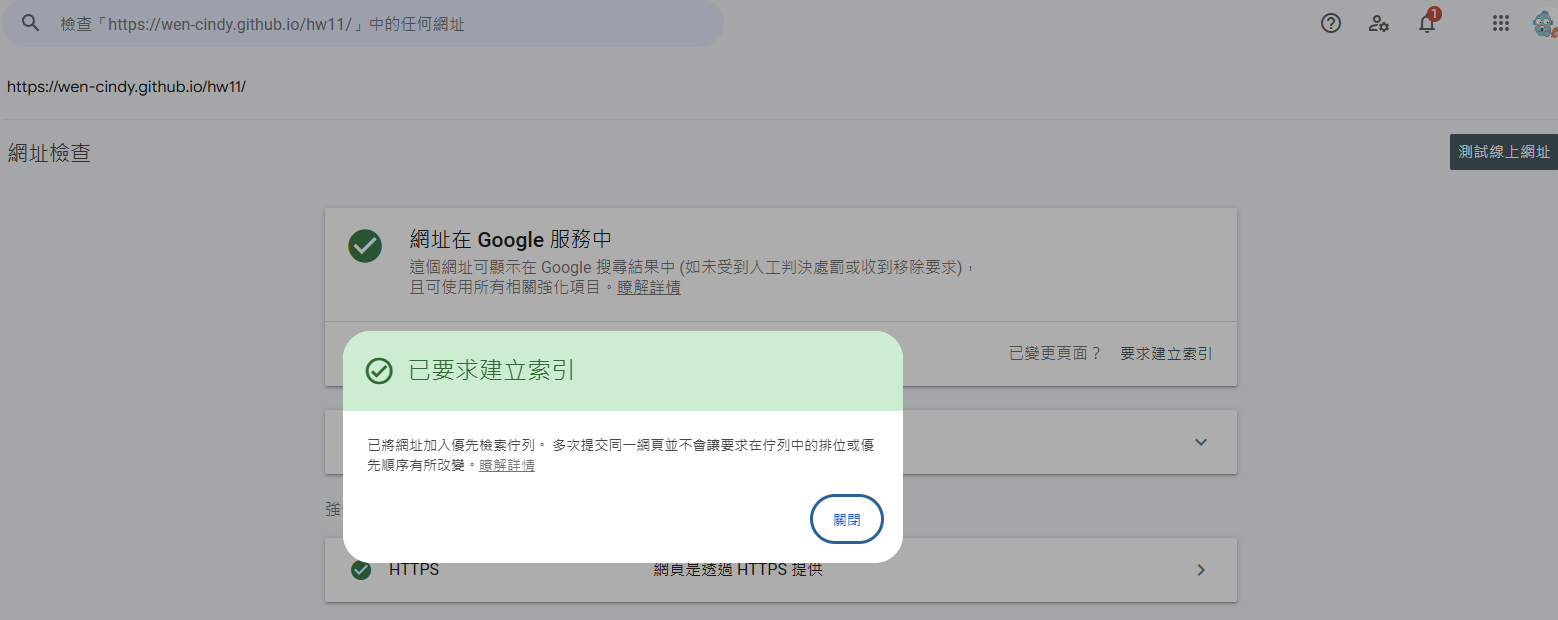 檢查「https://wen-cindy.github.io/hw11/」中的任何網址
1
https://wen-cindy.github.io/hw11/
網址檢查
測試線上網址
網址在 Google 服務中
這個網址可顯示在 Google 搜尋結果中 (如未受到人工判決處罰或收到移除要求)，
且可使用所有相關強化項目。瞭解詳情
已變更頁面？ 要求建立索引
已要求建立索引
已將網址加入優先檢索佇列。 多次提交同一網頁並不會讓要求在佇列中的排位或優
先順序有所改變。瞭解詳情
強
關閉
HTTPS
網頁是透過 HTTPS 提供